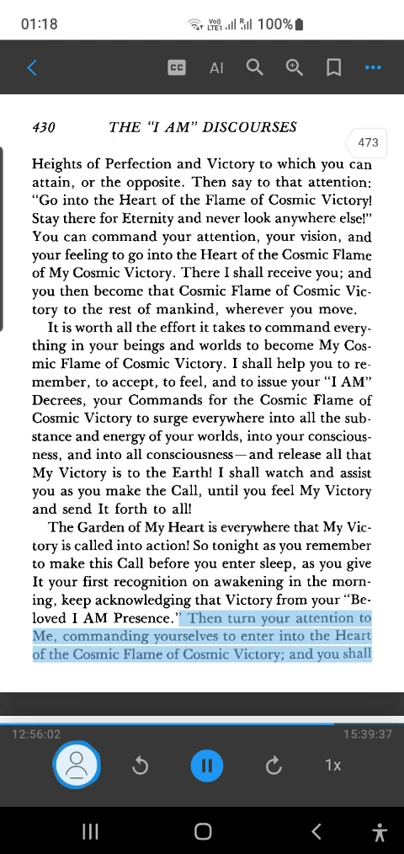 01:18
Vo) R
LTE1 100%
CC AI
430 THE “I AM” DISCOURSES
473
Heights of Perfection and Victory to which you can
attain, or the opposite. Then say to that attention:
“Go into the Heart of the Flame of Cosmic Victory!
Stay there for Eternity and never look anywhere else!”
You can command your attention, your vision, and
your feeling to go into the Heart of the Cosmic Flame
of My Cosmic Victory. There I shall receive you; and
you then become that Cosmic Flame of Cosmic Vic-
tory to the rest of mankind, wherever you move.
It is worth all the effort it takes to command every-
thing in your beings and worlds to become My Cos-
mic Flame of Cosmic Victory. I shall help you to re-
member, to accept, to feel, and to issue your “I AM”
Decrees, your Commands for the Cosmic Flame of
Cosmic Victory to surge everywhere into all the sub-
stance and energy of your worlds, into your conscious-
ness, and into all consciousness—and release all that
My Victory is to the Earth! I shall watch and assist
you as you make the Call, until you feel My Victory
and send It forth to all!
The Garden of My Heart is everywhere that My Vic-
tory is called into action! So tonight as you remember
to make this Call before you enter sleep, as you give
It your first recognition on awakening in the morn-
ing, keep acknowledging that Victory from your “Be-
loved I AM Presence.” Then turn your attention to
Me, commanding yourselves to enter into the Heart
of the Cosmic Flame of Cosmic Victory; and you shall
12:56:02 15:39:37
1x